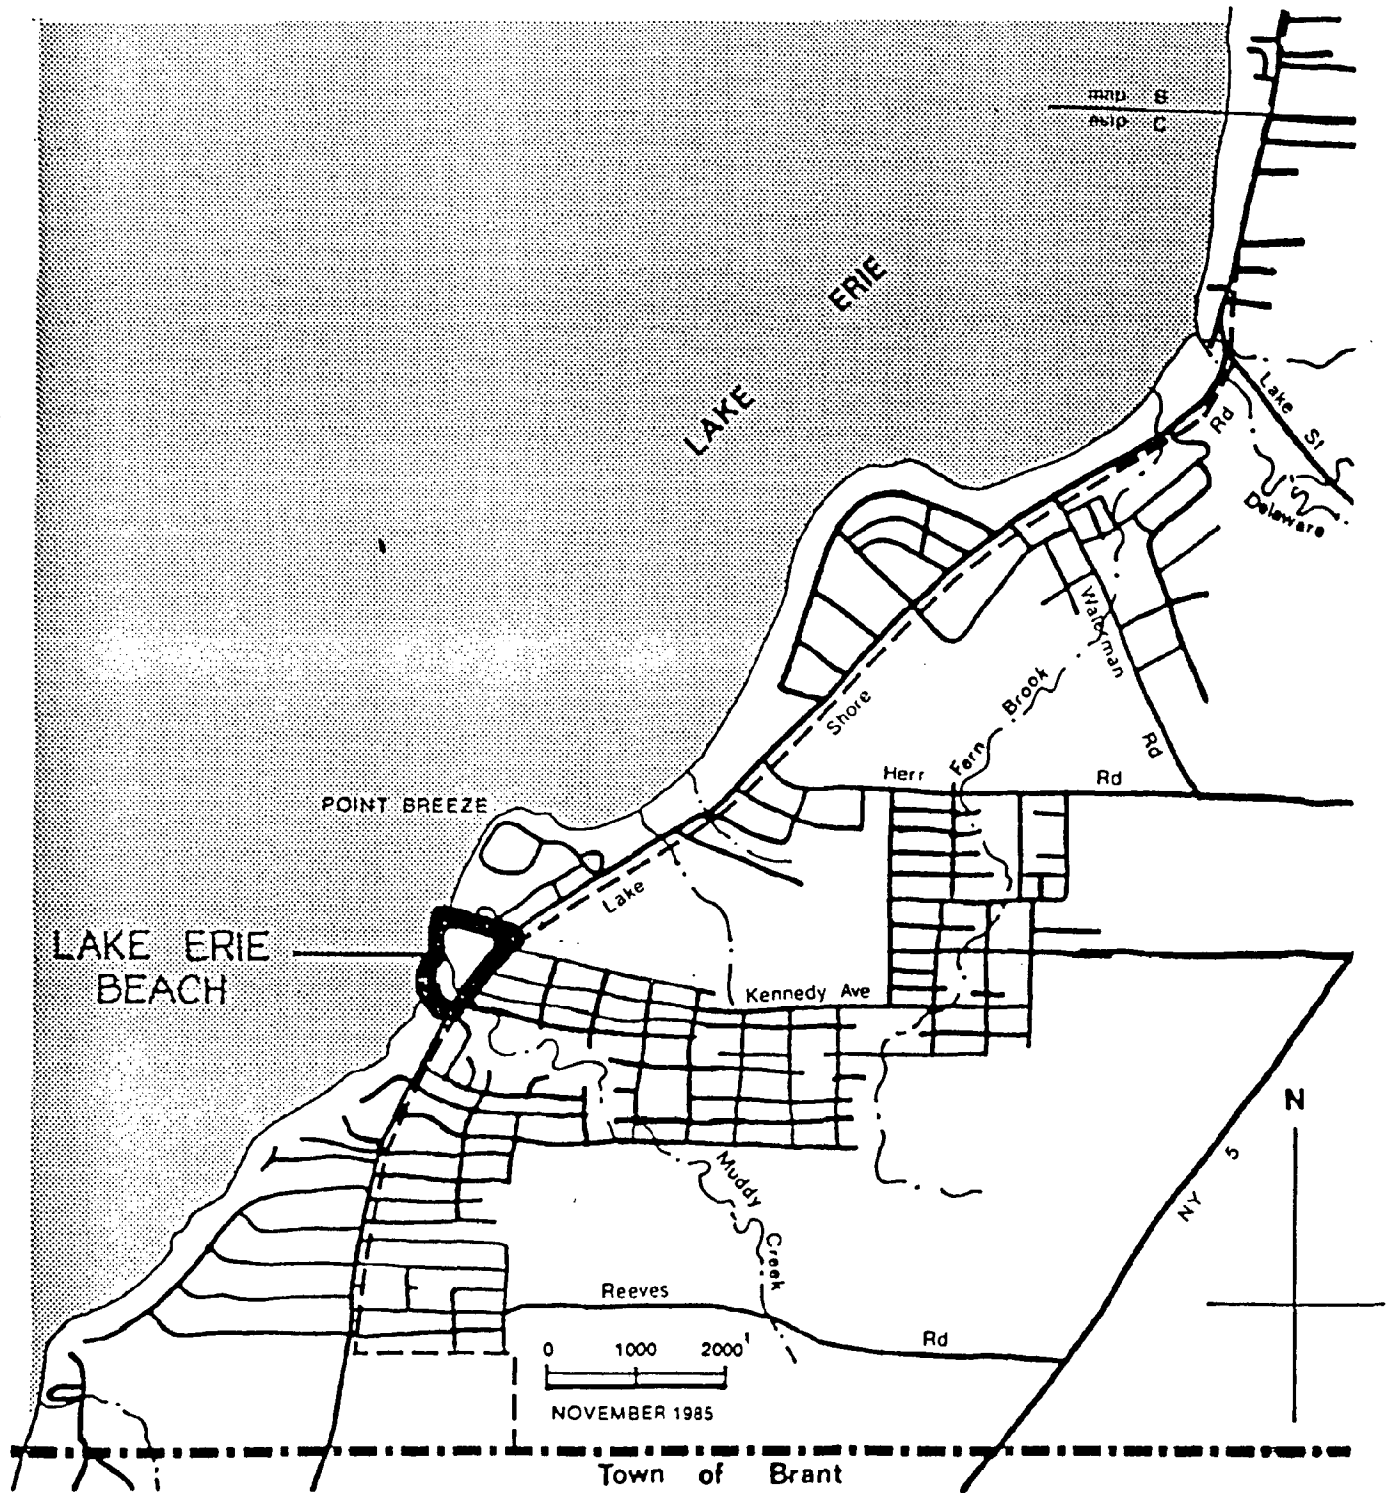 map B
map C
LAKE ERIE
Lake St
Rd
Delaware
Waterman
Rd
Shore
Fern Brook
Herr Rd
POINT BREEZE
Lake
LAKE ERIE
BEACH
Kennedy Ave
N
NY 5
Muddy Creek
Reeves Rd
0 1000 2000'
NOVEMBER 1985
Town of Brant